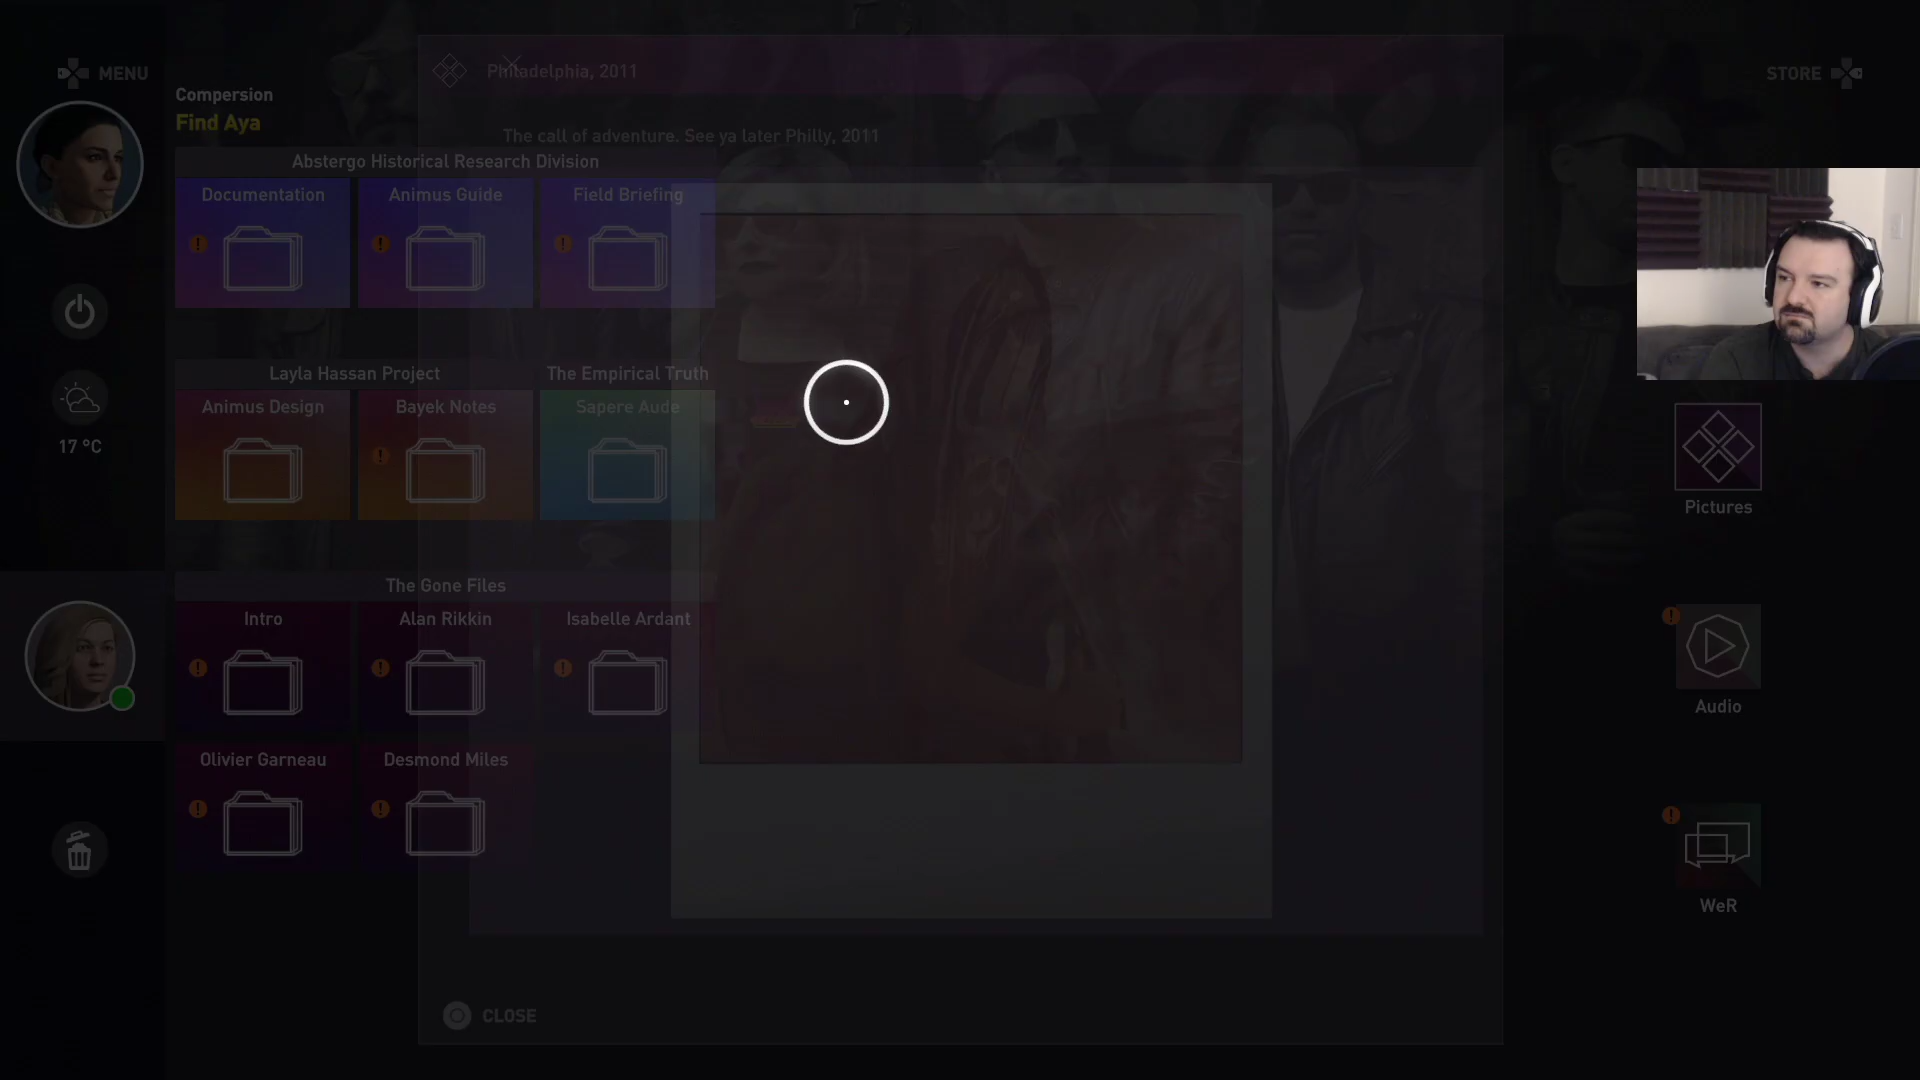 MENU
STORE
Philadelphia, 2011
Compersion
Find Aya
The call of adventure. See ya later Philly, 2011
Abstergo Historical Research Division
Documentation
Animus Guide
Field Briefing
Layla Hassan Project
The Empirical Truth
Animus Design
Bayek Notes
Sapere Aude
17 °C
Pictures
The Gone Files
Intro
Alan Rikkin
Isabelle Ardant
Audio
Olivier Garneau
Desmond Miles
WeR
CLOSE